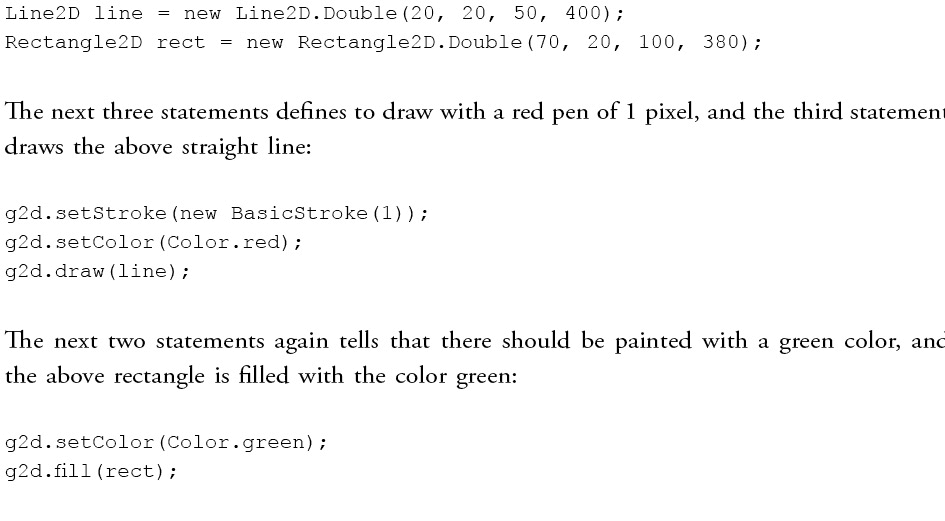 Line2D line = new Line2D.Double(20, 20, 50, 400);
Rectangle2D rect = new Rectangle2D.Double(70, 20, 100, 380);
The next three statements defines to draw with a red pen of 1 pixel, and the third statement
draws the above straight line:
g2d.setStroke(new BasicStroke(1));
g2d.setColor(Color.red);
g2d.draw(line);
The next two statements again tells that there should be painted with a green color, and
the above rectangle is filled with the color green:
g2d.setColor(Color.green);
g2d.fill(rect);